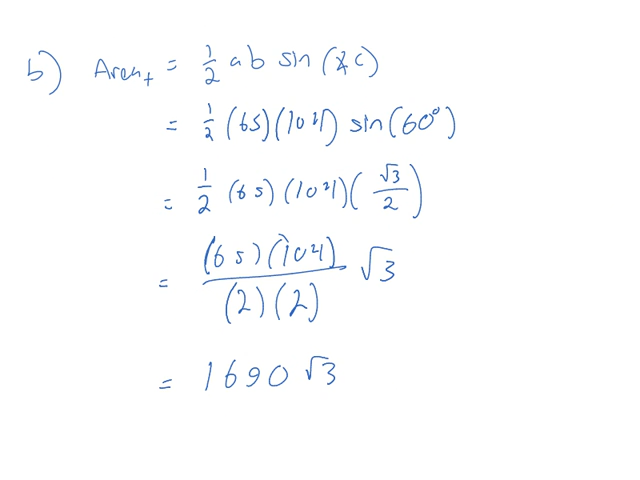 b) Area₊ = 1/2 ab sin (∡C)
= 1/2 (65)(104) sin(60°)
= 1/2 (65)(104)(√3/2)
= (65)(104)/(2)(2) √3
= 1690√3